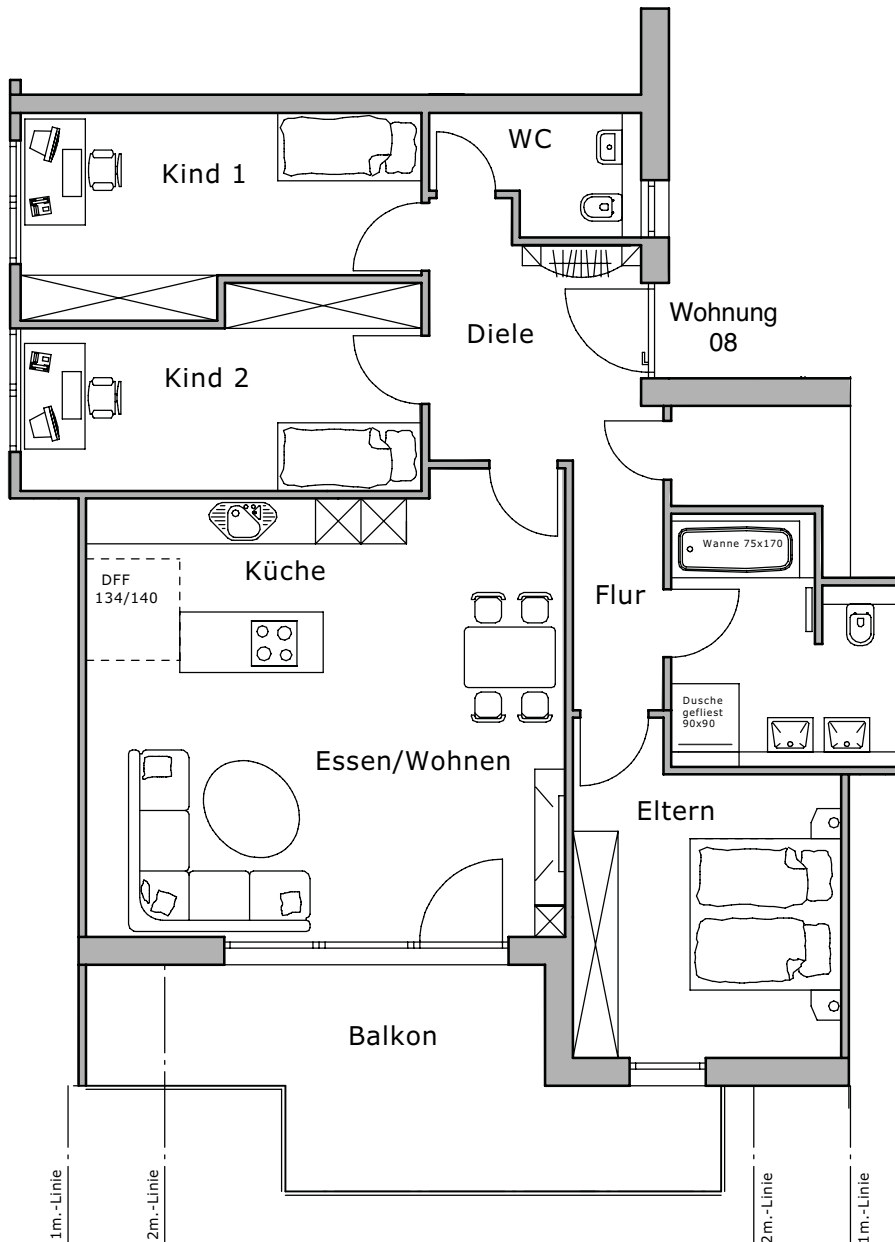 WC
Kind 1
Wohnung
08
Diele
Kind 2
Wanne 75x170
Küche
DFF
134/140
Flur
Dusche
gefliest
90x90
Essen/Wohnen
Eltern
Balkon
1m.-Linie
2m.-Linie
2m.-Linie
1m.-Linie